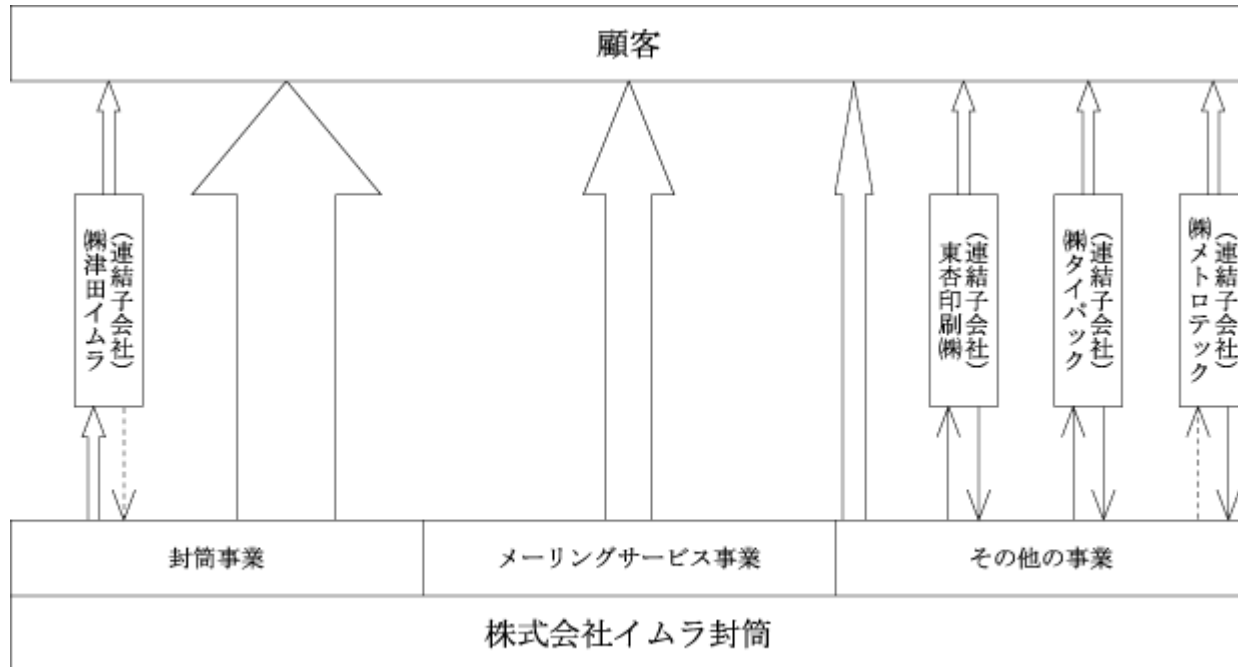 顧客
(連結子会社)
㈱津田イムラ
(連結子会社)
東杏印刷㈱
(連結子会社)
㈱タイパック
(連結子会社)
㈱メトロテック
封筒事業
メーリングサービス事業
その他の事業
株式会社イムラ封筒